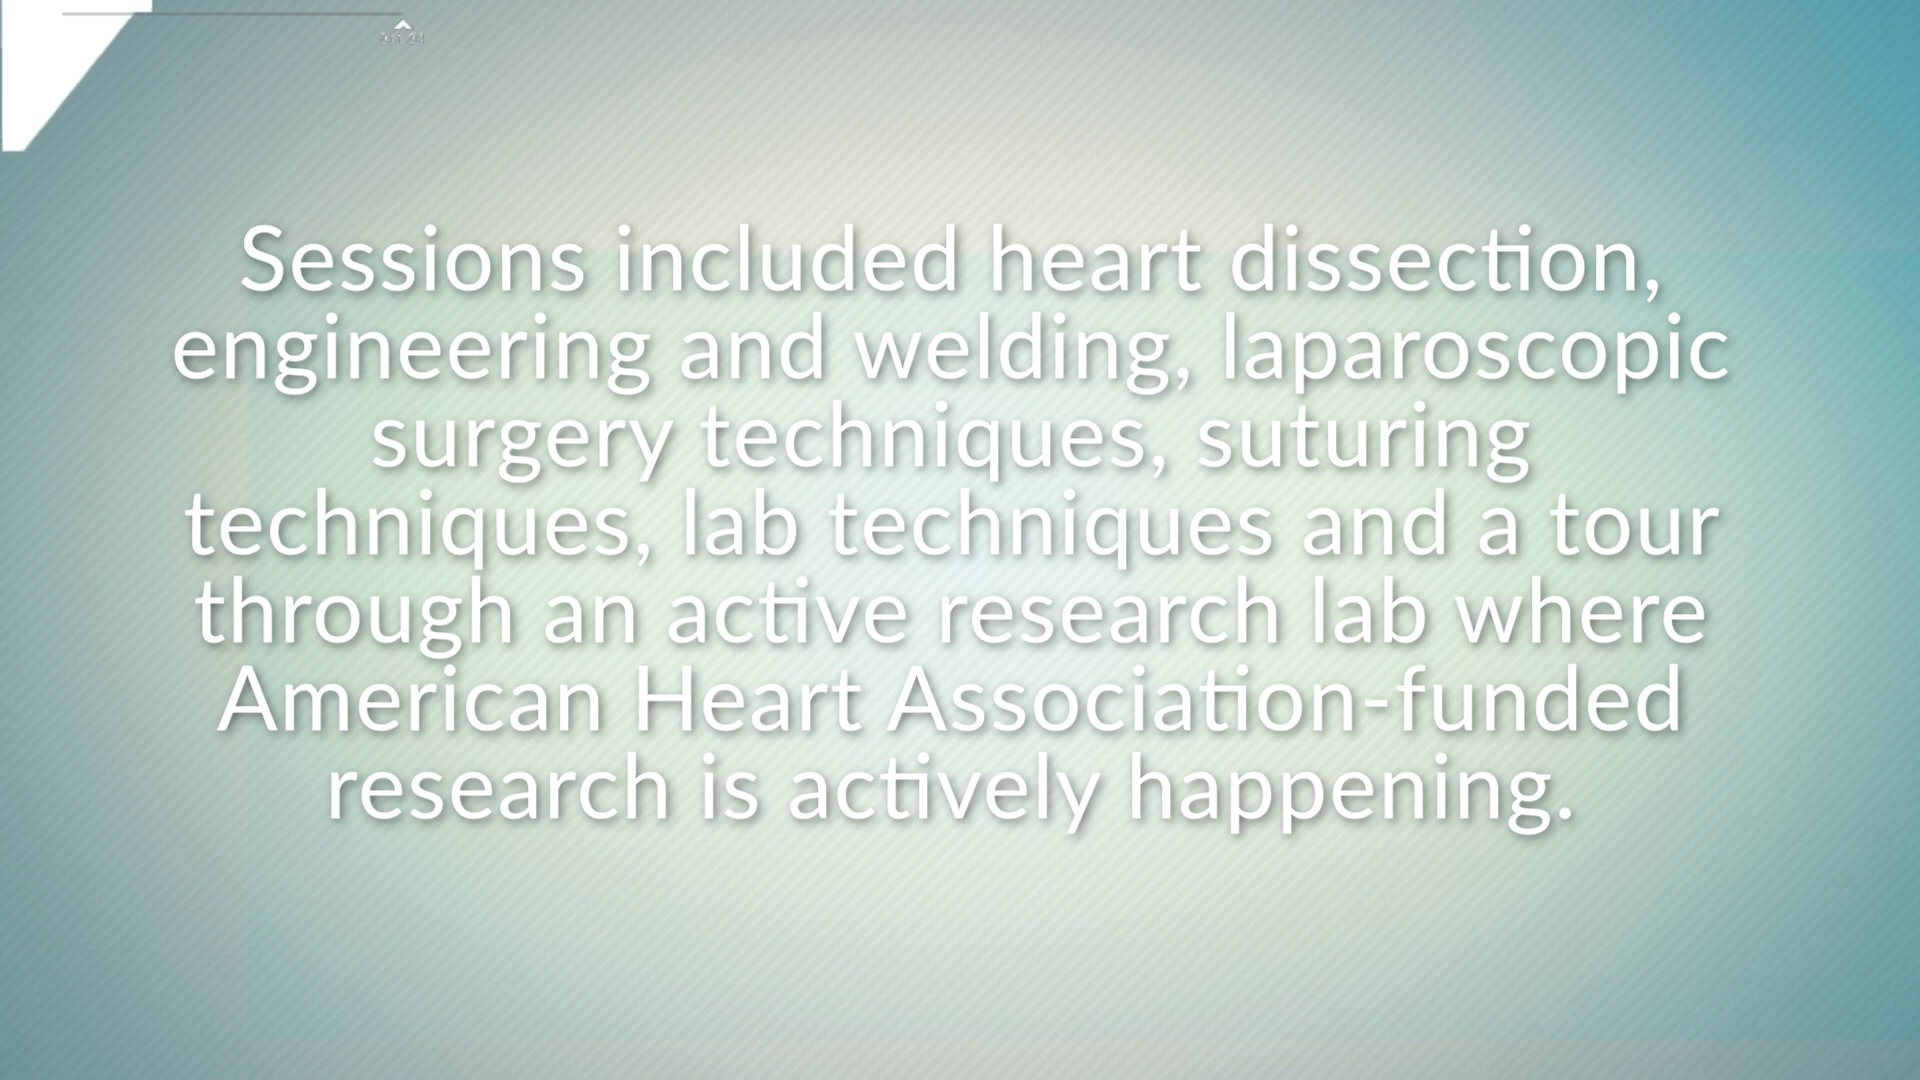 Sessions included heart dissection,
engineering and welding, laparoscopic
surgery techniques, suturing
techniques, lab techniques and a tour
through an active research lab where
American Heart Association-funded
research is actively happening.